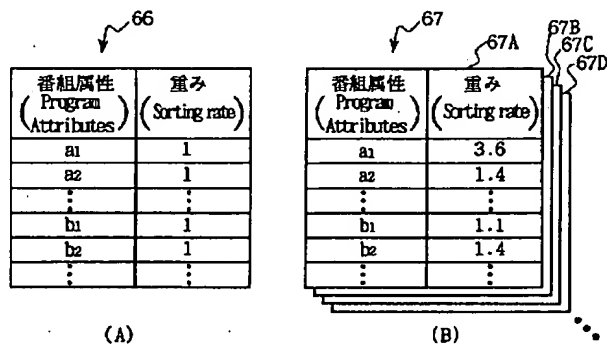 66
番組属性
(Program Attributes)
重み
(Sorting rate)
a1 1
a2 1
⋮ ⋮
b1 1
b2 1
⋮ ⋮
(A)
67
67A
67B
67C
67D
番組属性
(Program Attributes)
重み
(Sorting rate)
a1 3.6
a2 1.4
⋮ ⋮
b1 1.1
b2 1.4
⋮ ⋮
(B)